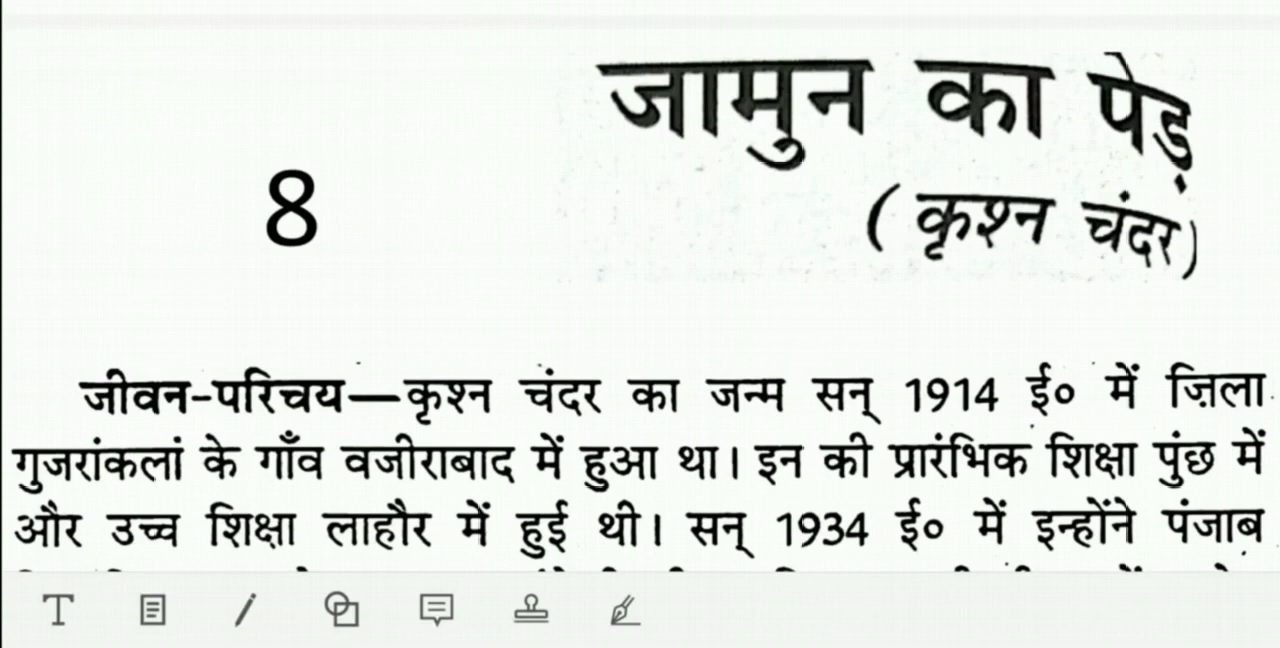 जामुन का पेड़
8
( कृश्न चंदर)
जीवन-परिचय—कृश्न चंदर का जन्म सन् 1914 ई० में ज़िला
गुजरांकलां के गाँव वजीराबाद में हुआ था। इन की प्रारंभिक शिक्षा पुंछ में
और उच्च शिक्षा लाहौर में हुई थी। सन् 1934 ई० में इन्होंने पंजाब
T